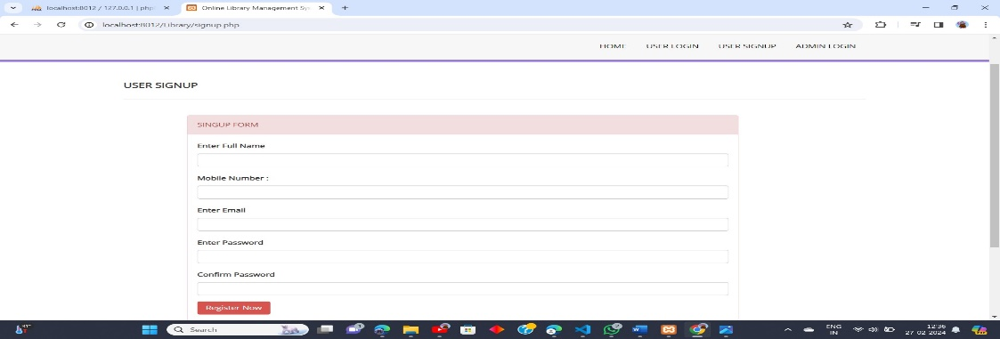 localhost:8012 / 127.0.0.1 | php
Online Library Management Sy
localhost:8012/Library/signup.php
HOME USER LOGIN USER SIGNUP ADMIN LOGIN
USER SIGNUP
SINGUP FORM
Enter Full Name
Mobile Number :
Enter Email
Enter Password
Confirm Password
Register Now
31°
Search
ENG
IN
12:36
27-02-2024